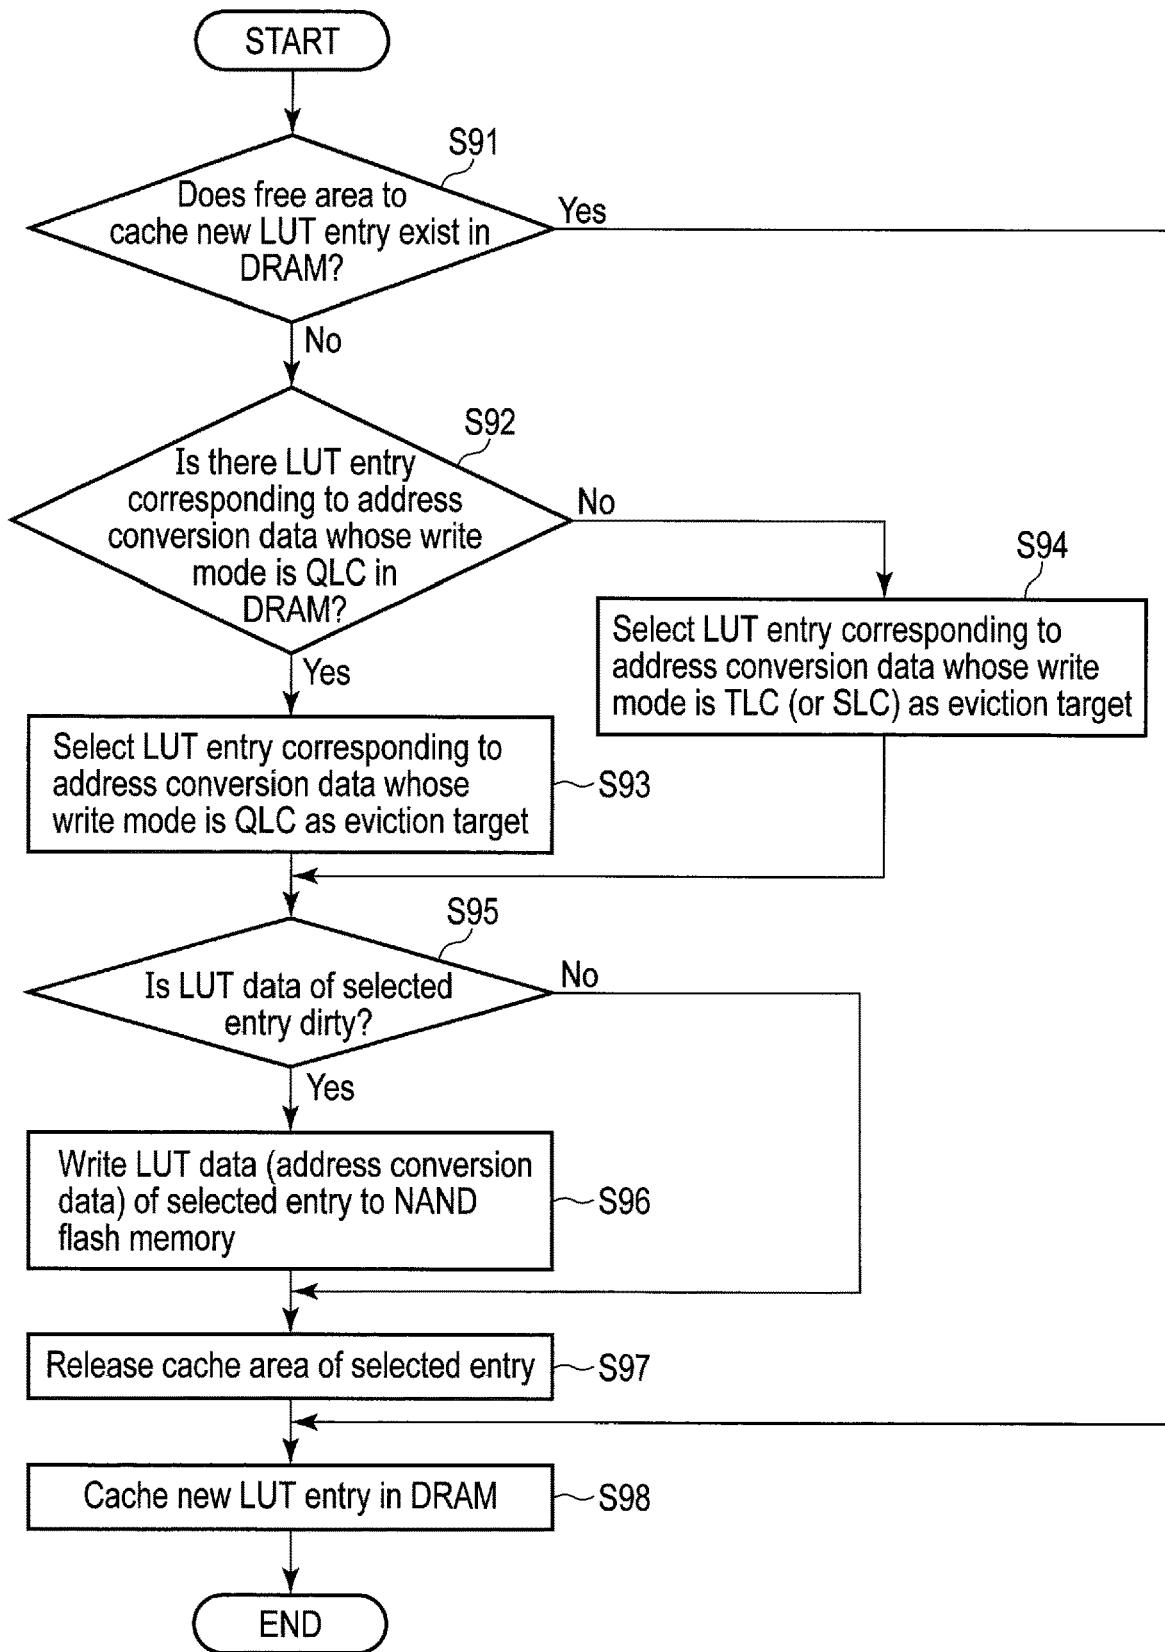 START
S91
Does free area to
cache new LUT entry exist in
DRAM?
Yes
No
S92
Is there LUT entry
corresponding to address
conversion data whose write
mode is QLC in
DRAM?
No
Yes
S94
Select LUT entry corresponding to
address conversion data whose write
mode is TLC (or SLC) as eviction target
Select LUT entry corresponding to
address conversion data whose
write mode is QLC as eviction target
S93
S95
Is LUT data of selected
entry dirty?
No
Yes
Write LUT data (address conversion
data) of selected entry to NAND
flash memory
S96
Release cache area of selected entry
S97
Cache new LUT entry in DRAM
S98
END